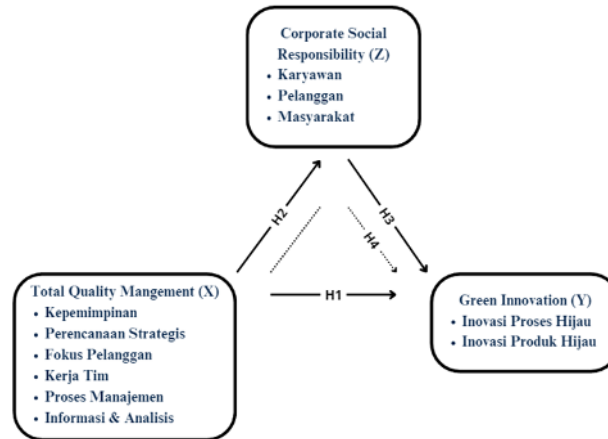 Corporate Social
Responsibility (Z)
• Karyawan
• Pelanggan
• Masyarakat
H2
H3
H4
H1
Total Quality Mangement (X)
• Kepemimpinan
• Perencanaan Strategis
• Fokus Pelanggan
• Kerja Tim
• Proses Manajemen
• Informasi & Analisis
Green Innovation (Y)
• Inovasi Proses Hijau
• Inovasi Produk Hijau